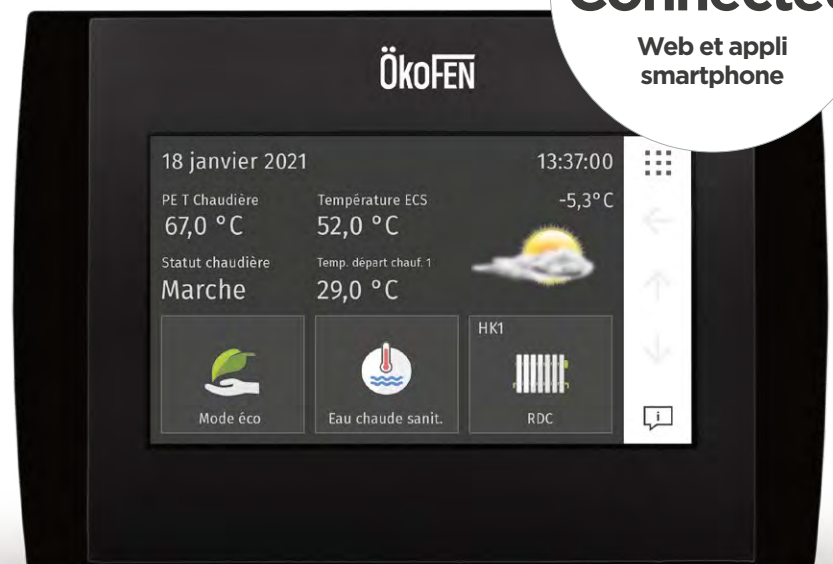 Web et appli
smartphone
ÖkoFEN
18 janvier 2021
13:37:00
PE T Chaudière
Température ECS
-5,3°C
67,0 °C
52,0 °C
Statut chaudière
Temp. départ chauf. 1
Marche
29,0 °C
HK1
Mode éco
Eau chaude sanit.
RDC
i